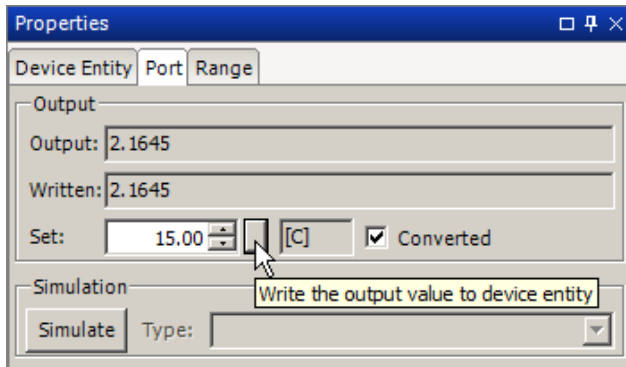 Properties
Device Entity Port Range
Output
Output: 2.1645
Written: 2.1645
Set: 15.00 [C] Converted
Simulation
Write the output value to device entity
Simulate Type: